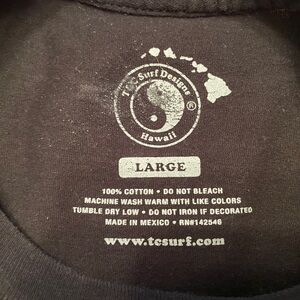 T&C Surf Designs
®
Hawaii
LARGE
100% COTTON • DO NOT BLEACH
MACHINE WASH WARM WITH LIKE COLORS
TUMBLE DRY LOW • DO NOT IRON IF DECORATED
MADE IN MEXICO • RN#142546
www.tcsurf.com